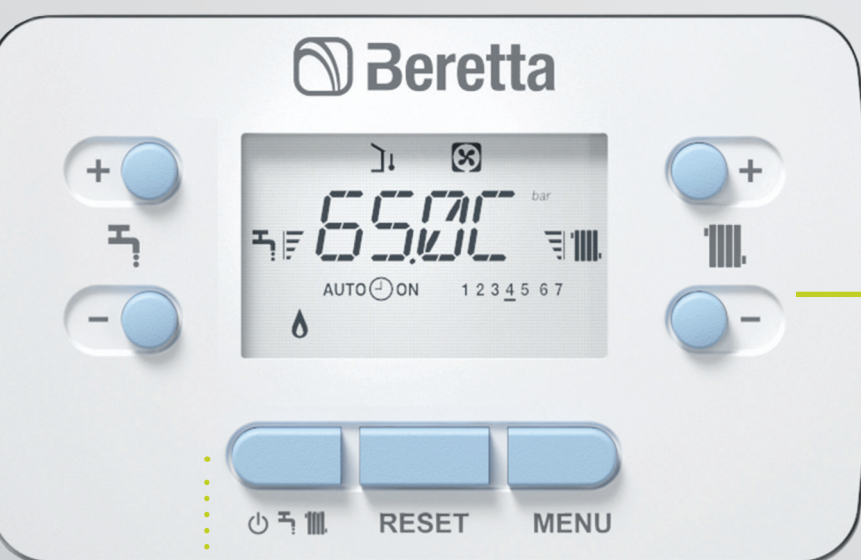 Beretta
+
+
bar
65.0C
AUTO ON 1 2 3 4 5 6 7
-
-
RESET MENU